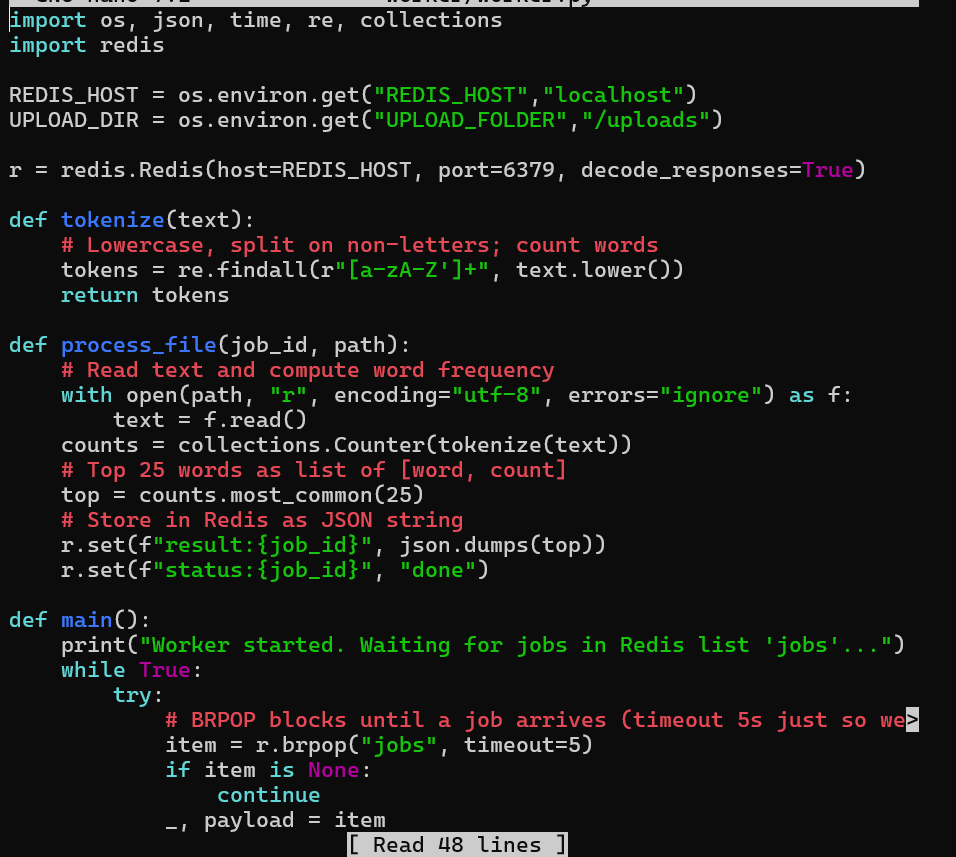 import os, json, time, re, collections
import redis

REDIS_HOST = os.environ.get("REDIS_HOST","localhost")
UPLOAD_DIR = os.environ.get("UPLOAD_FOLDER","/uploads")

r = redis.Redis(host=REDIS_HOST, port=6379, decode_responses=True)

def tokenize(text):
    # Lowercase, split on non-letters; count words
    tokens = re.findall(r"[a-zA-Z']+", text.lower())
    return tokens

def process_file(job_id, path):
    # Read text and compute word frequency
    with open(path, "r", encoding="utf-8", errors="ignore") as f:
        text = f.read()
    counts = collections.Counter(tokenize(text))
    # Top 25 words as list of [word, count]
    top = counts.most_common(25)
    # Store in Redis as JSON string
    r.set(f"result:{job_id}", json.dumps(top))
    r.set(f"status:{job_id}", "done")

def main():
    print("Worker started. Waiting for jobs in Redis list 'jobs'...")
    while True:
        try:
            # BRPOP blocks until a job arrives (timeout 5s just so we>
            item = r.brpop("jobs", timeout=5)
            if item is None:
                continue
            _, payload = item
[ Read 48 lines ]